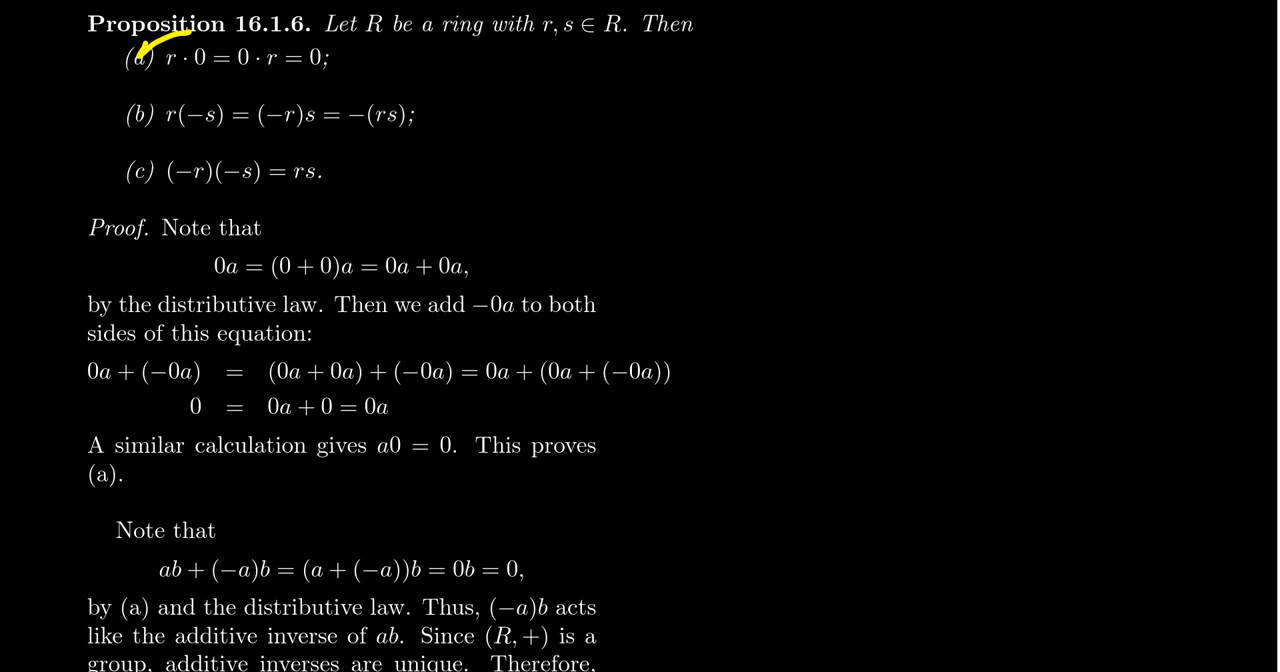 Proposition 16.1.6. Let R be a ring with r, s ∈ R. Then
(a) r · 0 = 0 · r = 0;
(b) r(−s) = (−r)s = −(rs);
(c) (−r)(−s) = rs.
Proof. Note that
0a = (0 + 0)a = 0a + 0a,
by the distributive law. Then we add −0a to both
sides of this equation:
0a + (−0a) = (0a + 0a) + (−0a) = 0a + (0a + (−0a))
0 = 0a + 0 = 0a
A similar calculation gives a0 = 0. This proves
(a).
Note that
ab + (−a)b = (a + (−a))b = 0b = 0,
by (a) and the distributive law. Thus, (−a)b acts
like the additive inverse of ab. Since (R, +) is a
group, additive inverses are unique. Therefore,